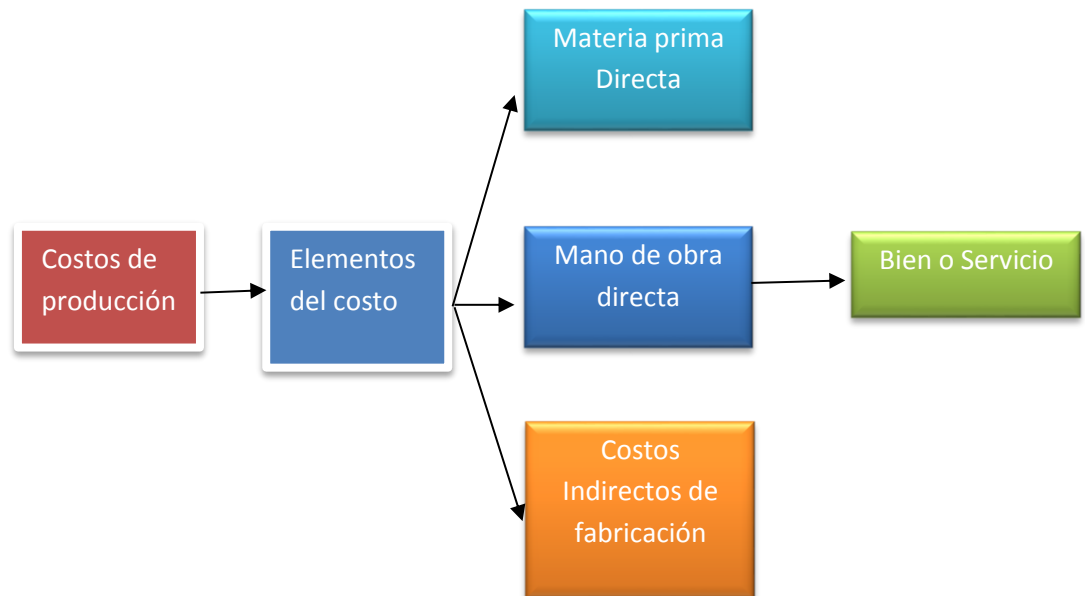 Costos de
producción
Elementos
del costo
Materia prima
Directa
Mano de obra
directa
Costos
Indirectos de
fabricación
Bien o Servicio